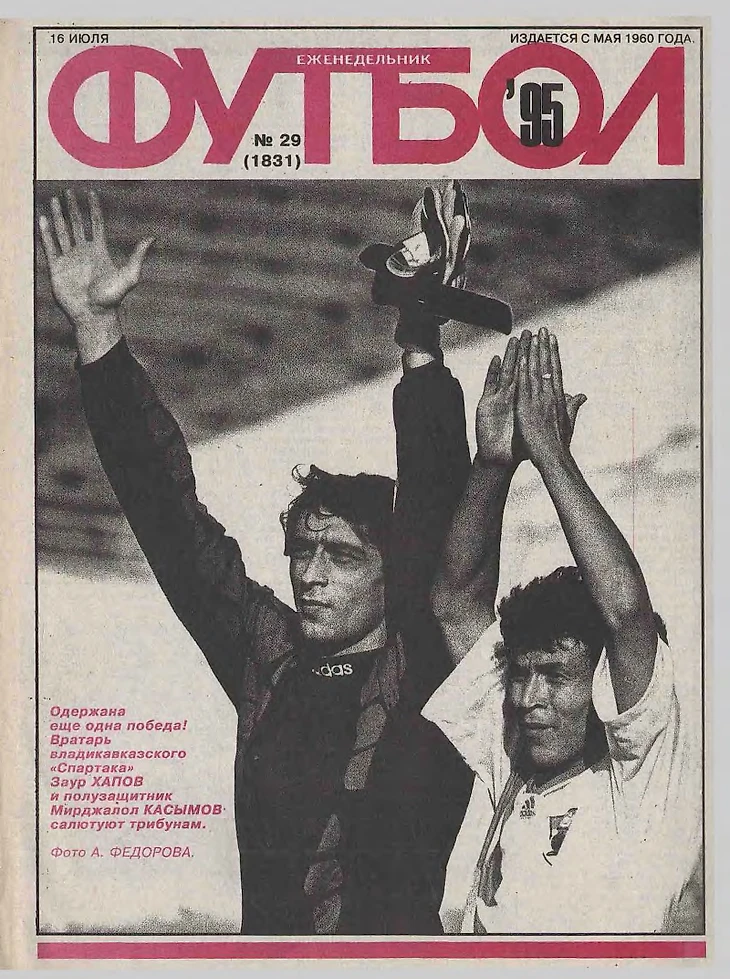 16 ИЮЛЯ
ИЗДАЕТСЯ С МАЯ 1960 ГОДА.
ЕЖЕНЕДЕЛЬНИК
ФУТБОЛ
'95
№ 29
(1831)
das
Одержана
еще одна победа!
Вратарь
владикавказского
«Спартака»
Заур ХАПОВ
и полузащитник
Мирджалол КАСЫМОВ
салютуют трибунам.
Фото А. ФЕДОРОВА.